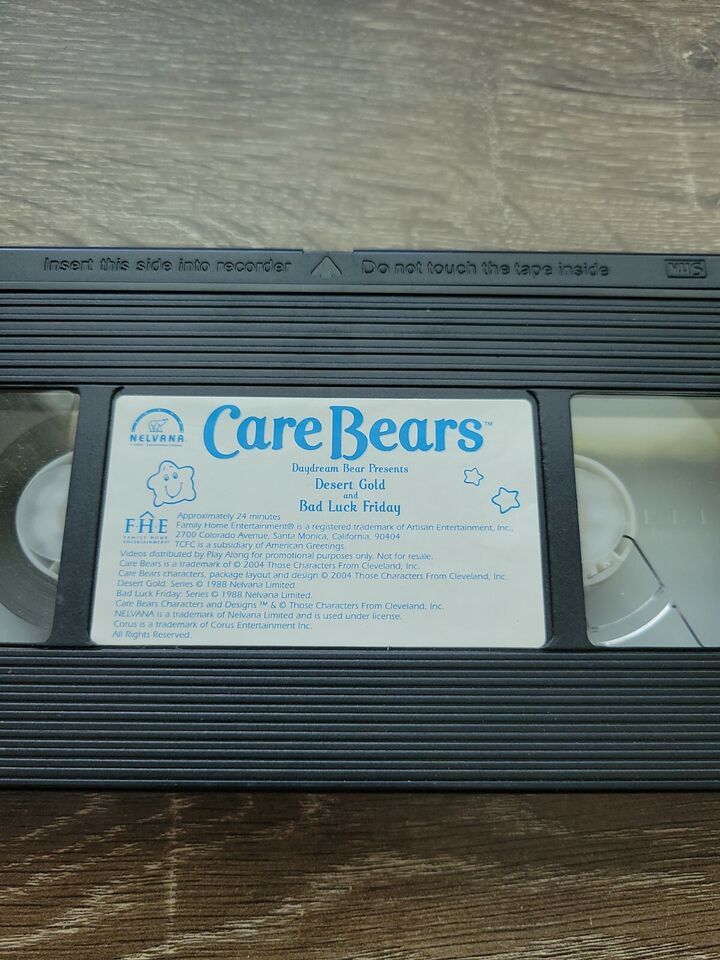 Insert this side into recorder Do not touch the tape inside VHS
NELVANA
Care Bears™
Daydream Bear Presents
Desert Gold
and
Bad Luck Friday
FHE
FAMILY HOME
ENTERTAINMENT
Approximately 24 minutes
Family Home Entertainment® is a registered trademark of Artisan Entertainment, Inc.,
2700 Colorado Avenue, Santa Monica, California, 90404
TCFC is a subsidiary of American Greetings.
Videos distributed by Play Along for promotional purposes only. Not for resale.
Care Bears is a trademark of © 2004 Those Characters From Cleveland, Inc.
Care Bears characters, package layout and design © 2004 Those Characters From Cleveland, Inc.
Desert Gold: Series © 1988 Nelvana Limited.
Bad Luck Friday: Series © 1988 Nelvana Limited.
Care Bears Characters and Designs ™ & © Those Characters From Cleveland, Inc.
NELVANA is a trademark of Nelvana Limited and is used under license.
Corus is a trademark of Corus Entertainment Inc.
All Rights Reserved.